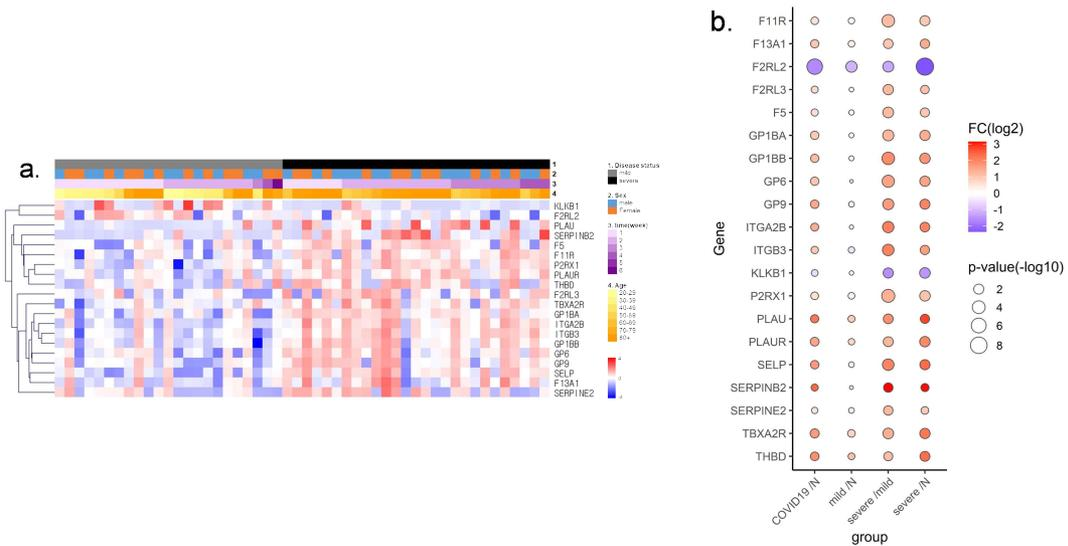 a.
1
2
3
4
KLKB1
F2RL2
PLAU
SERPINB2
F5
F11R
P2RX1
PLAUR
THBD
F2RL3
TBXA2R
GP1BA
ITGA2B
ITGB3
GP1BB
GP6
GP9
SELP
F13A1
SERPINE2
1. Disease status
mild
severe
2. Sex
male
Female
3. Time(week)
1
2
3
4
5
6
4. Age
20-29
30-39
40-49
50-59
60-69
70-79
80+
4
0
-4
b.
Gene
F11R
F13A1
F2RL2
F2RL3
F5
GP1BA
GP1BB
GP6
GP9
ITGA2B
ITGB3
KLKB1
P2RX1
PLAU
PLAUR
SELP
SERPINB2
SERPINE2
TBXA2R
THBD
COVID19 /N
mild /N
severe /mild
severe /N
group
FC(log2)
3
2
1
0
-1
-2
p-value(-log10)
2
4
6
8